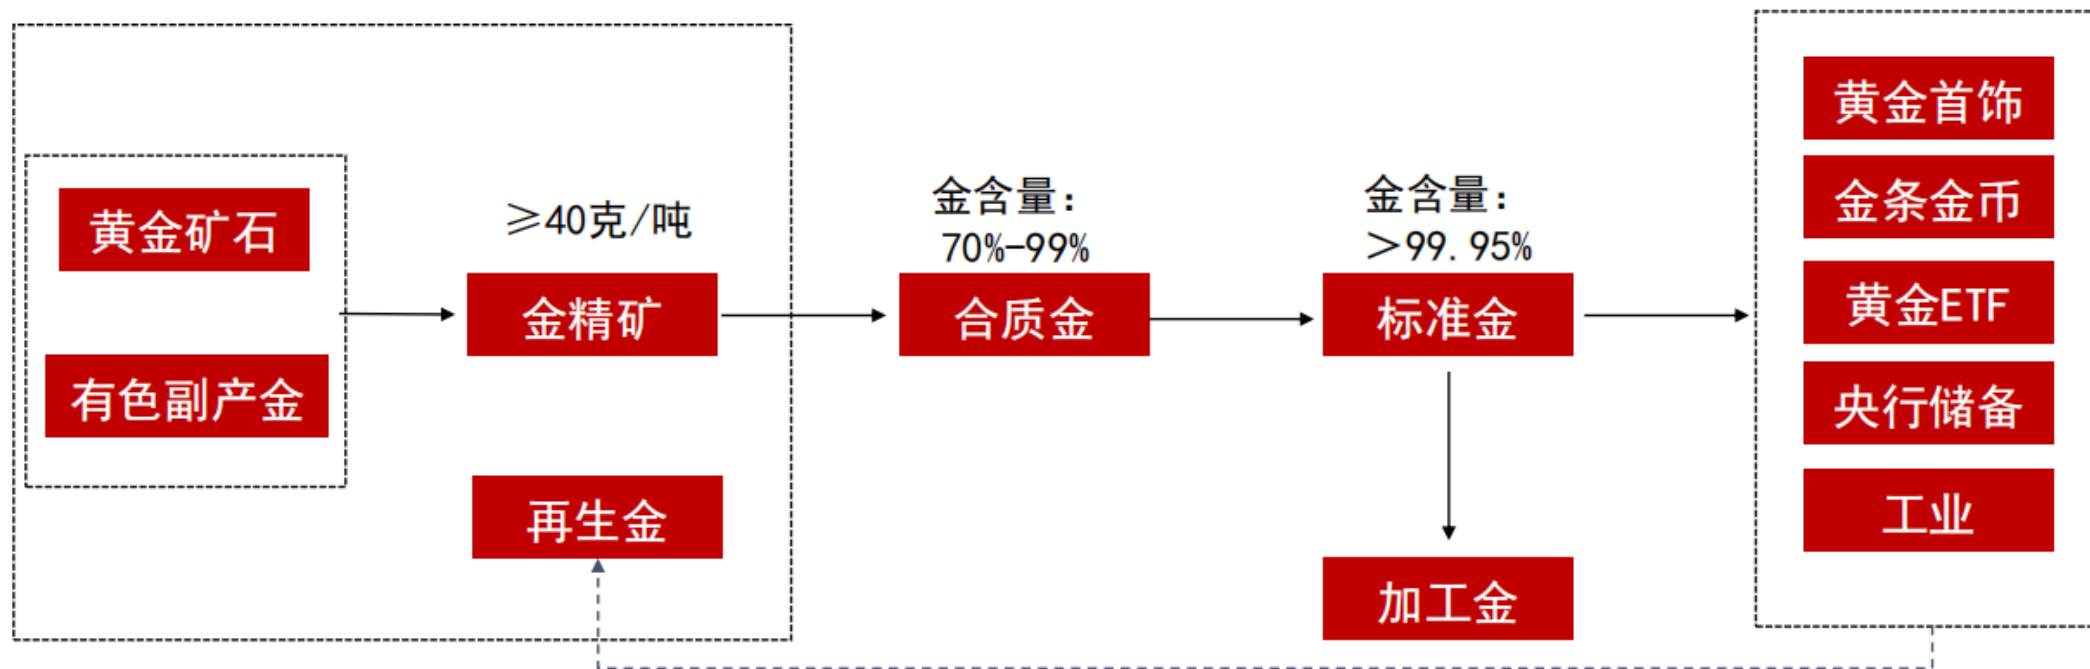 黄金矿石
有色副产金
≥40克/吨
金精矿
再生金
金含量：
70%-99%
合质金
金含量：
＞99.95%
标准金
加工金
黄金首饰
金条金币
黄金ETF
央行储备
工业